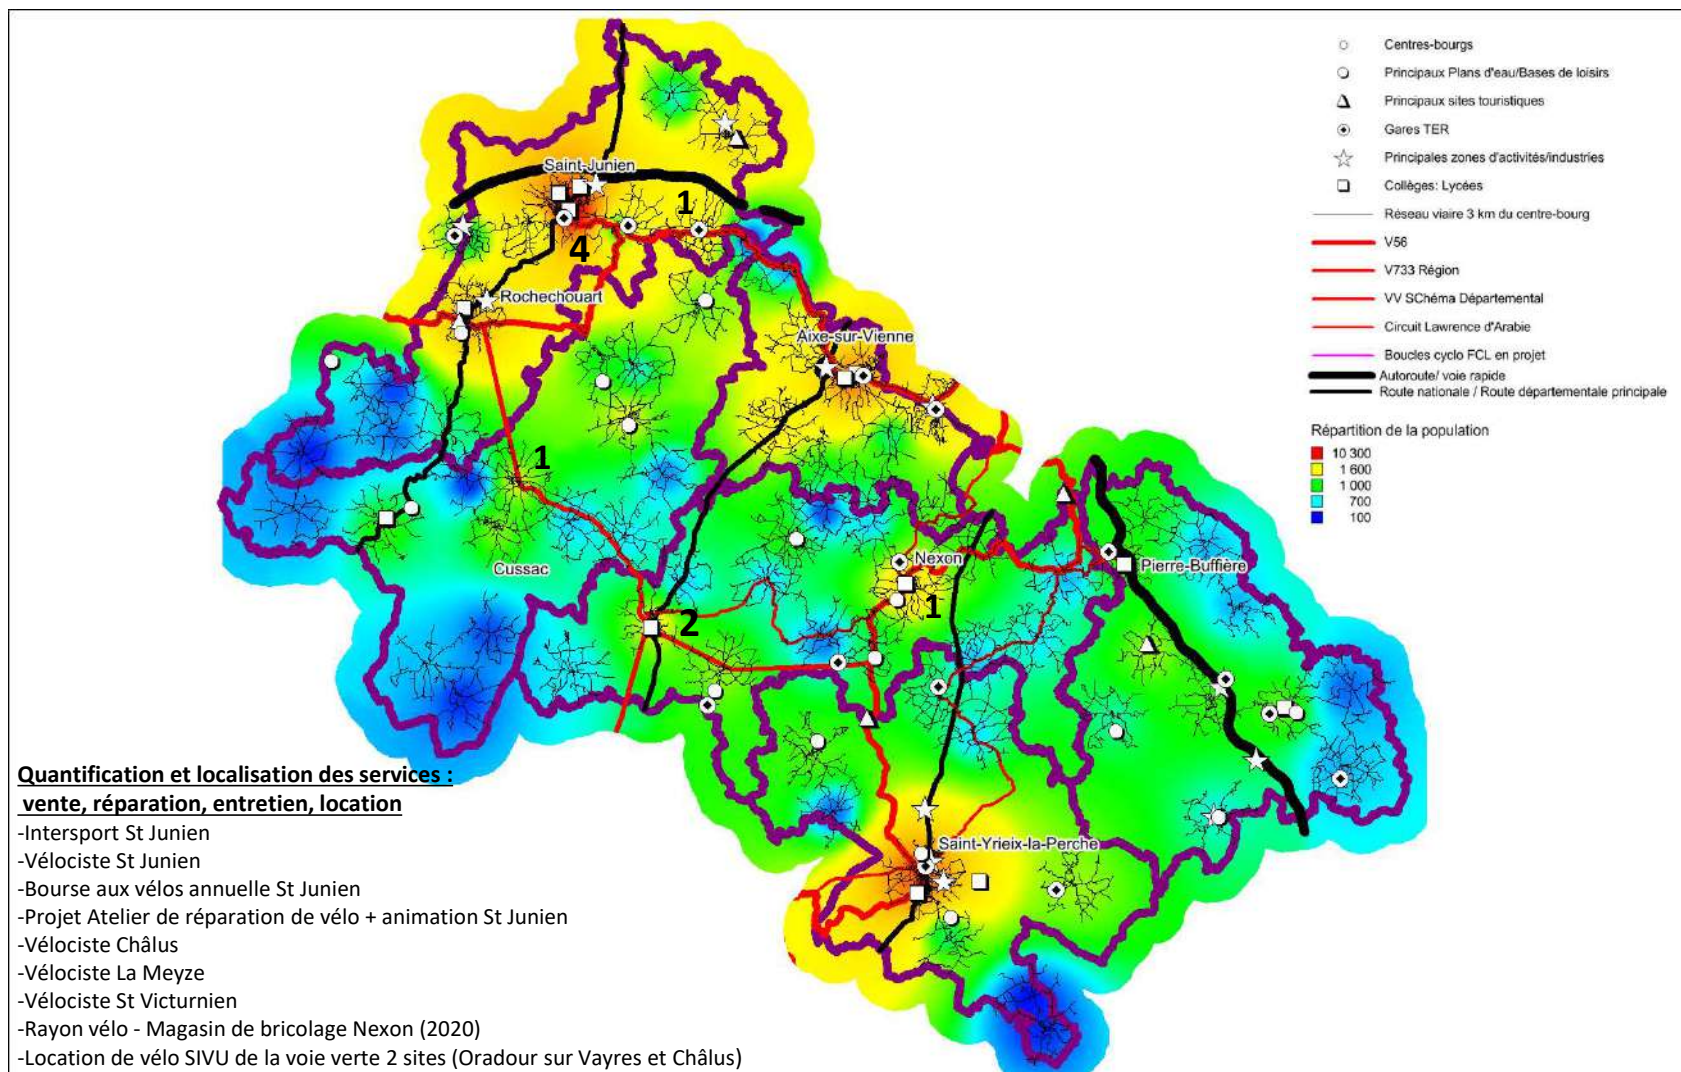 Centres-bourgs
Principaux Plans d'eau/Bases de loisirs
Principaux sites touristiques
Gares TER
Principales zones d'activités/industries
Collèges: Lycées
Réseau viaire 3 km du centre-bourg
V56
V733 Région
VV SChéma Départemental
Circuit Lawrence d'Arabie
Boucles cyclo FCL en projet
Autoroute/ voie rapide
Route nationale / Route départementale principale
Répartition de la population
10 300
1 600
1 000
700
100
Saint-Junien
1
4
Rochechouart
Aixe-sur-Vienne
1
Nexon
Pierre-Buffière
Cussac
1
2
Saint-Yrieix-la-Perche
Quantification et localisation des services :
vente, réparation, entretien, location
-Intersport St Junien
-Vélociste St Junien
-Bourse aux vélos annuelle St Junien
-Projet Atelier de réparation de vélo + animation St Junien
-Vélociste Châlus
-Vélociste La Meyze
-Vélociste St Victurnien
-Rayon vélo - Magasin de bricolage Nexon (2020)
-Location de vélo SIVU de la voie verte 2 sites (Oradour sur Vayres et Châlus)